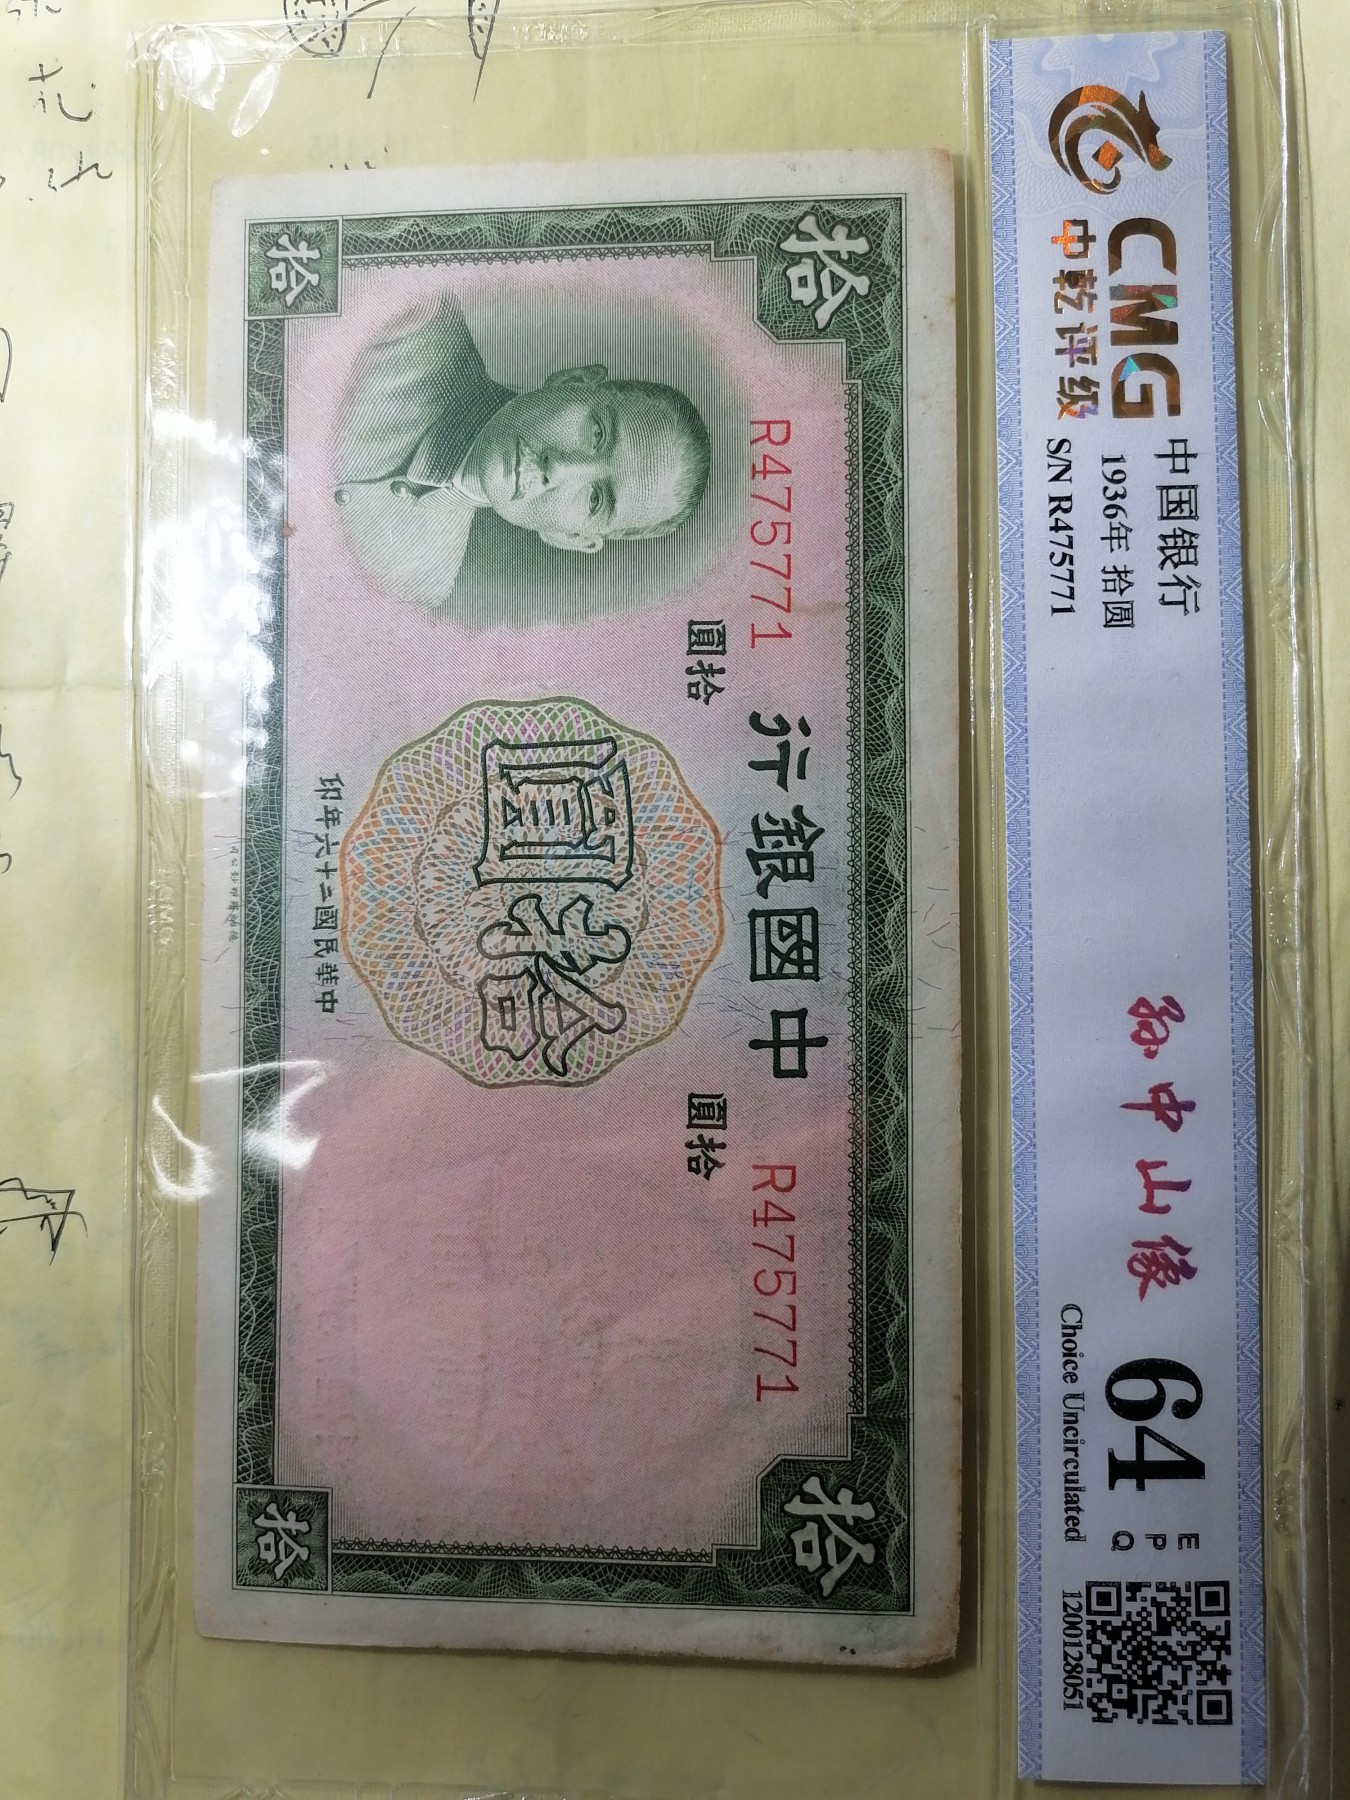 CMG
中乾评级
中国银行
1936年 拾圆
S/N R475771
孙中山像
64
EPQ
Choice Uncirculated
1200128051
拾
拾
R475771
行銀國中
R475771
圓拾
圓拾
圓拾
印年六十二國民華中
拾
拾